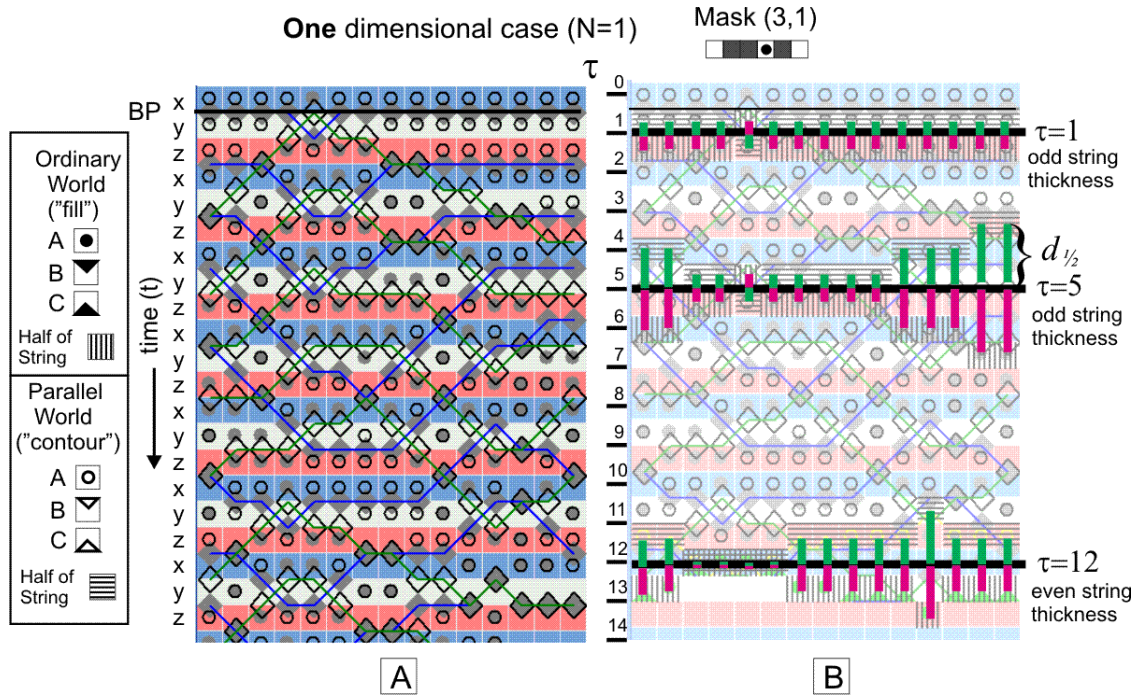 One dimensional case (N=1)
Mask (3,1)
τ
BP
x
y
z
x
y
z
x
y
z
x
y
z
x
y
z
x
y
z
x
y
z
time (t)
Ordinary
World
("fill")
A
B
C
Half of
String
Parallel
World
("contour")
A
B
C
Half of
String
A
0
1
2
3
4
5
6
7
8
9
10
11
12
13
14
τ=1
odd string
thickness
d ½
τ=5
odd string
thickness
τ=12
even string
thickness
B